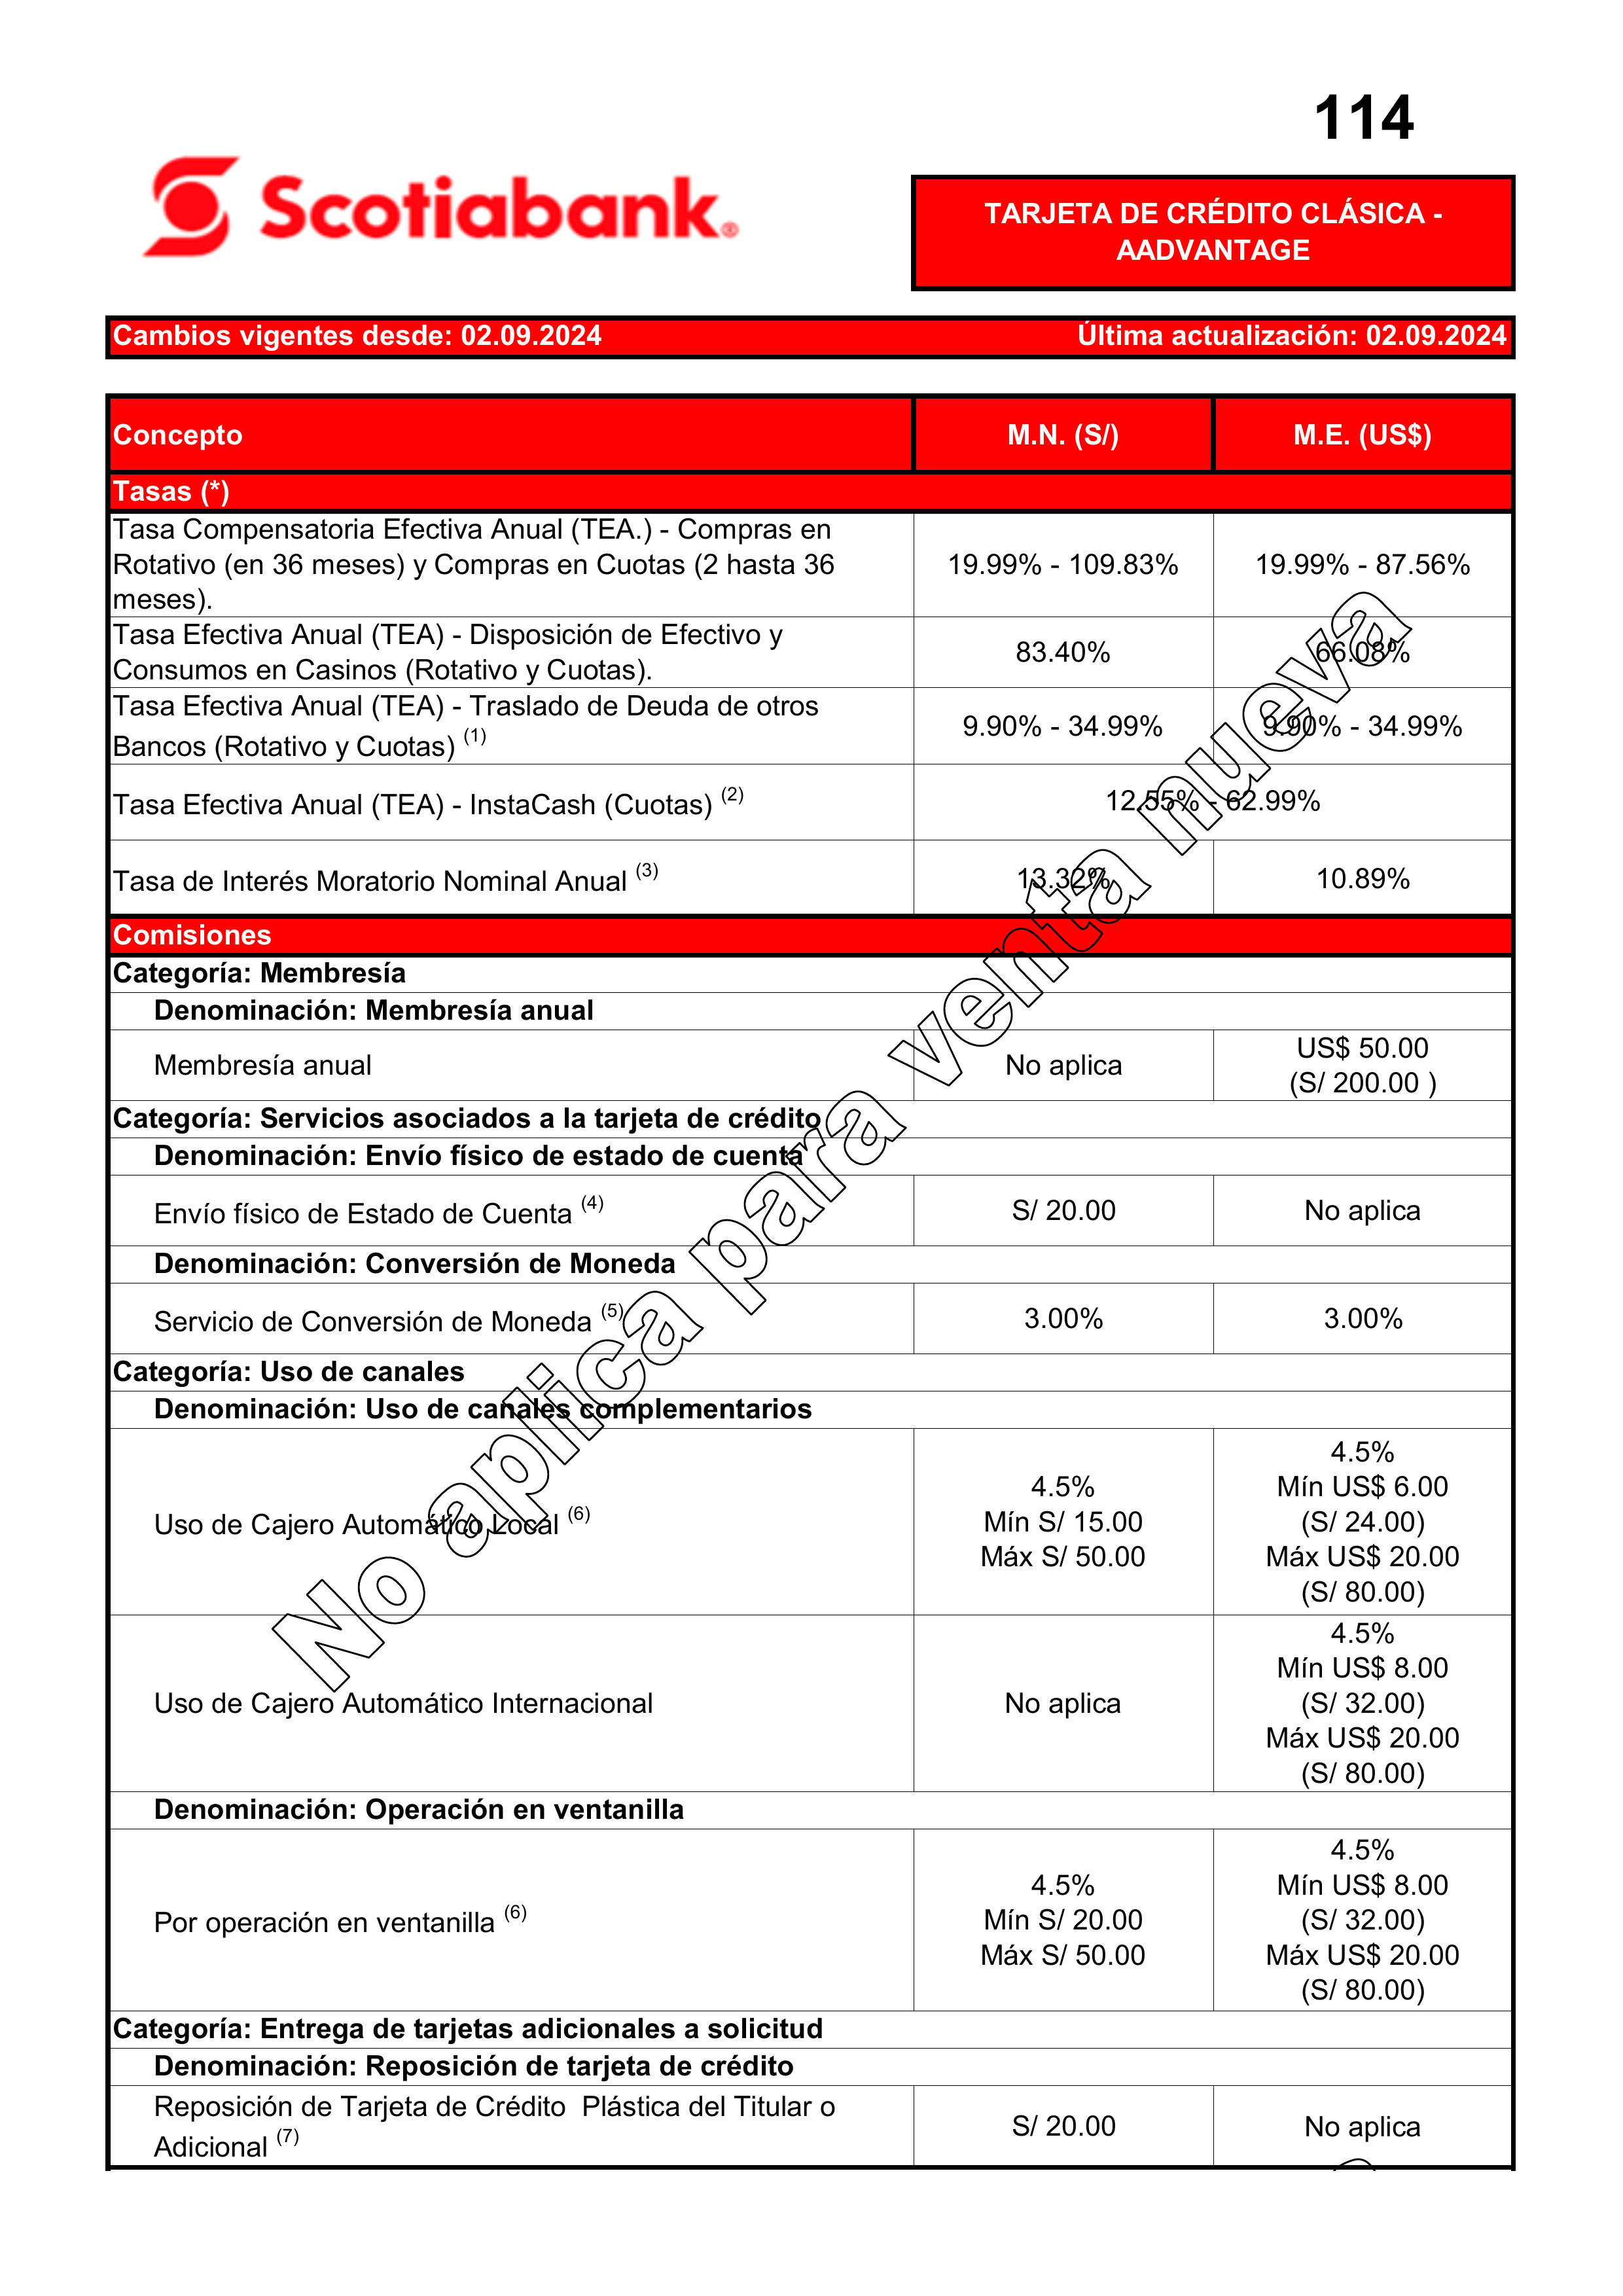 114
Scotiabank®
TARJETA DE CRÉDITO CLÁSICA -
AADVANTAGE
Cambios vigentes desde: 02.09.2024 Última actualización: 02.09.2024
Concepto M.N. (S/) M.E. (US$)
Tasas (*)
Tasa Compensatoria Efectiva Anual (TEA.) - Compras en
Rotativo (en 36 meses) y Compras en Cuotas (2 hasta 36
meses).
19.99% - 109.83% 19.99% - 87.56%
Tasa Efectiva Anual (TEA) - Disposición de Efectivo y
Consumos en Casinos (Rotativo y Cuotas).
83.40% 66.08%
Tasa Efectiva Anual (TEA) - Traslado de Deuda de otros
Bancos (Rotativo y Cuotas) (1)
9.90% - 34.99% 9.90% - 34.99%
Tasa Efectiva Anual (TEA) - InstaCash (Cuotas) (2) 12.55% - 62.99%
Tasa de Interés Moratorio Nominal Anual (3) 13.32% 10.89%
Comisiones
Categoría: Membresía
Denominación: Membresía anual
Membresía anual No aplica
US$ 50.00
(S/ 200.00 )
Categoría: Servicios asociados a la tarjeta de crédito
Denominación: Envío físico de estado de cuenta
Envío físico de Estado de Cuenta (4) S/ 20.00 No aplica
Denominación: Conversión de Moneda
Servicio de Conversión de Moneda (5) 3.00% 3.00%
Categoría: Uso de canales
Denominación: Uso de canales complementarios
Uso de Cajero Automático Local (6)
4.5%
Mín S/ 15.00
Máx S/ 50.00
4.5%
Mín US$ 6.00
(S/ 24.00)
Máx US$ 20.00
(S/ 80.00)
Uso de Cajero Automático Internacional No aplica
4.5%
Mín US$ 8.00
(S/ 32.00)
Máx US$ 20.00
(S/ 80.00)
Denominación: Operación en ventanilla
Por operación en ventanilla (6)
4.5%
Mín S/ 20.00
Máx S/ 50.00
4.5%
Mín US$ 8.00
(S/ 32.00)
Máx US$ 20.00
(S/ 80.00)
Categoría: Entrega de tarjetas adicionales a solicitud
Denominación: Reposición de tarjeta de crédito
Reposición de Tarjeta de Crédito  Plástica del Titular o
Adicional (7)
S/ 20.00 No aplica
No aplica para venta nueva